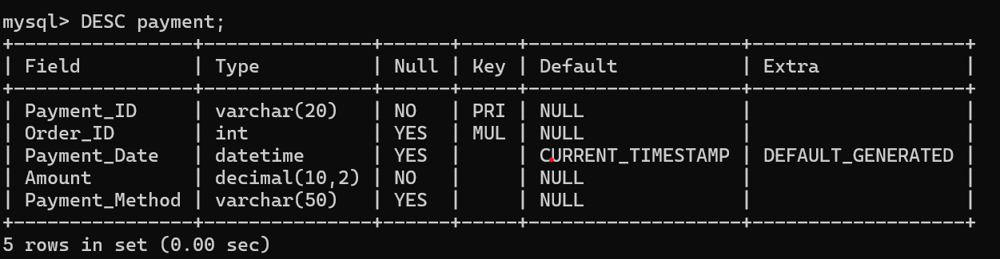 mysql> DESC payment;
+----------------+---------------+------+-----+-------------------+-------------------+
| Field          | Type          | Null | Key | Default           | Extra             |
+----------------+---------------+------+-----+-------------------+-------------------+
| Payment_ID     | varchar(20)   | NO   | PRI | NULL              |                   |
| Order_ID       | int           | YES  | MUL | NULL              |                   |
| Payment_Date   | datetime      | YES  |     | CURRENT_TIMESTAMP | DEFAULT_GENERATED |
| Amount         | decimal(10,2) | NO   |     | NULL              |                   |
| Payment_Method | varchar(50)   | YES  |     | NULL              |                   |
+----------------+---------------+------+-----+-------------------+-------------------+
5 rows in set (0.00 sec)